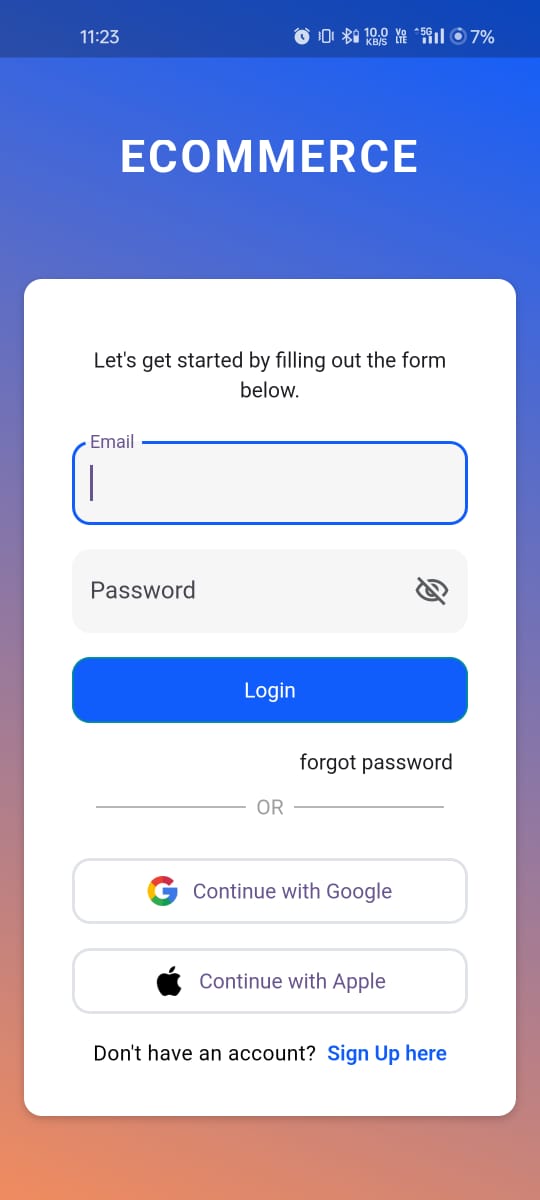 11:23 10.0 KB/S Vo LTE 5G 7%
ECOMMERCE
Let's get started by filling out the form
below.
Email
Password
Login
forgot password
OR
Continue with Google
Continue with Apple
Don't have an account? Sign Up here